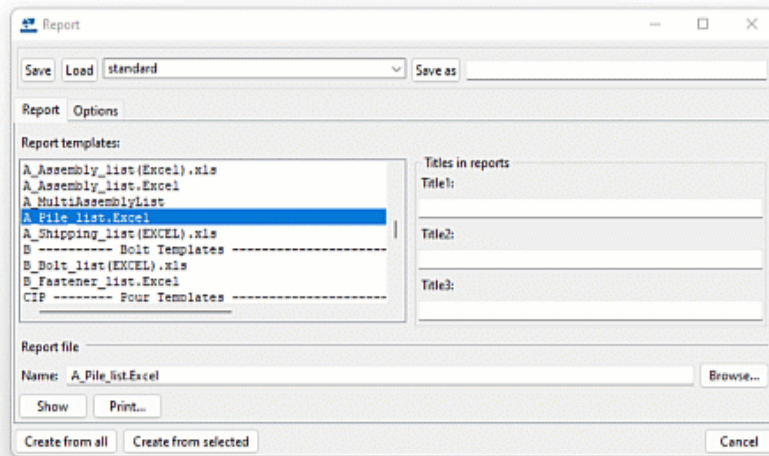 Report
Save Load standard Save as
Report Options
Report templates:
A_Assembly_list(Excel).xls
A_Assembly_list.Excel
A_MultiAssemblyList
A_Pile_list.Excel
A_Shipping_list(EXCEL).xls
B ---------- Bolt Templates ----------------------
B_Bolt_list(EXCEL).xls
B_Fastener_list.Excel
CIP -------- Pour Templates ----------------------
Titles in reports
Title1:
Title2:
Title3:
Report file
Name: A_Pile_list.Excel Browse...
Show Print...
Create from all Create from selected Cancel